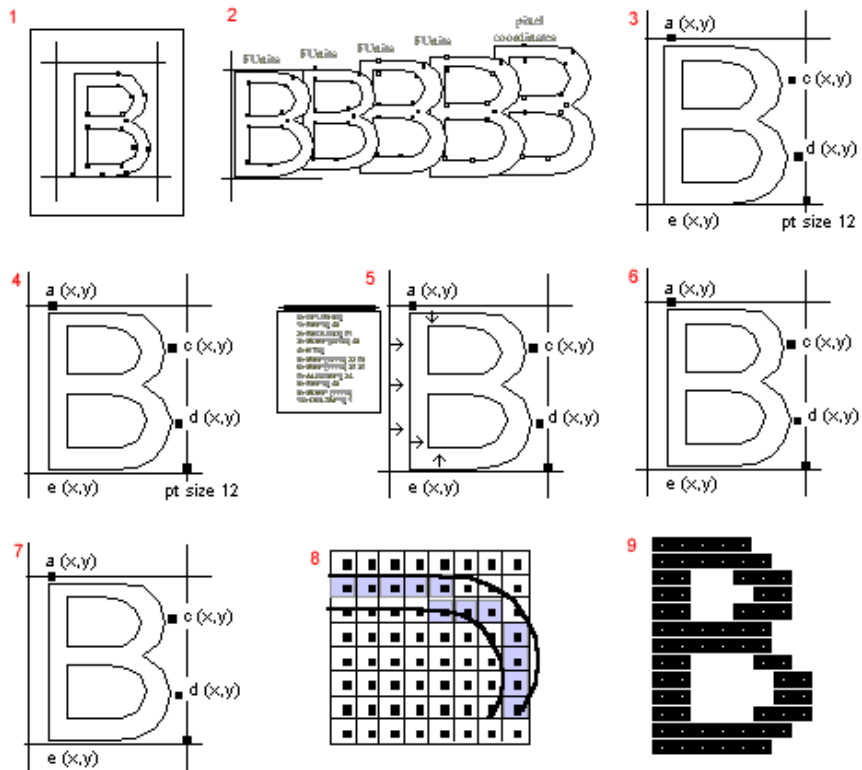 1
2
FUnits FUnits FUnits FUnits
pixel
coordinates
3
a (x,y)
c (x,y)
d (x,y)
e (x,y)
pt size 12
4
a (x,y)
c (x,y)
d (x,y)
e (x,y)
pt size 12
5
c (x,y)
d (x,y)
e (x,y)
6
a (x,y)
c (x,y)
d (x,y)
e (x,y)
7
a (x,y)
c (x,y)
d (x,y)
e (x,y)
8
9
B